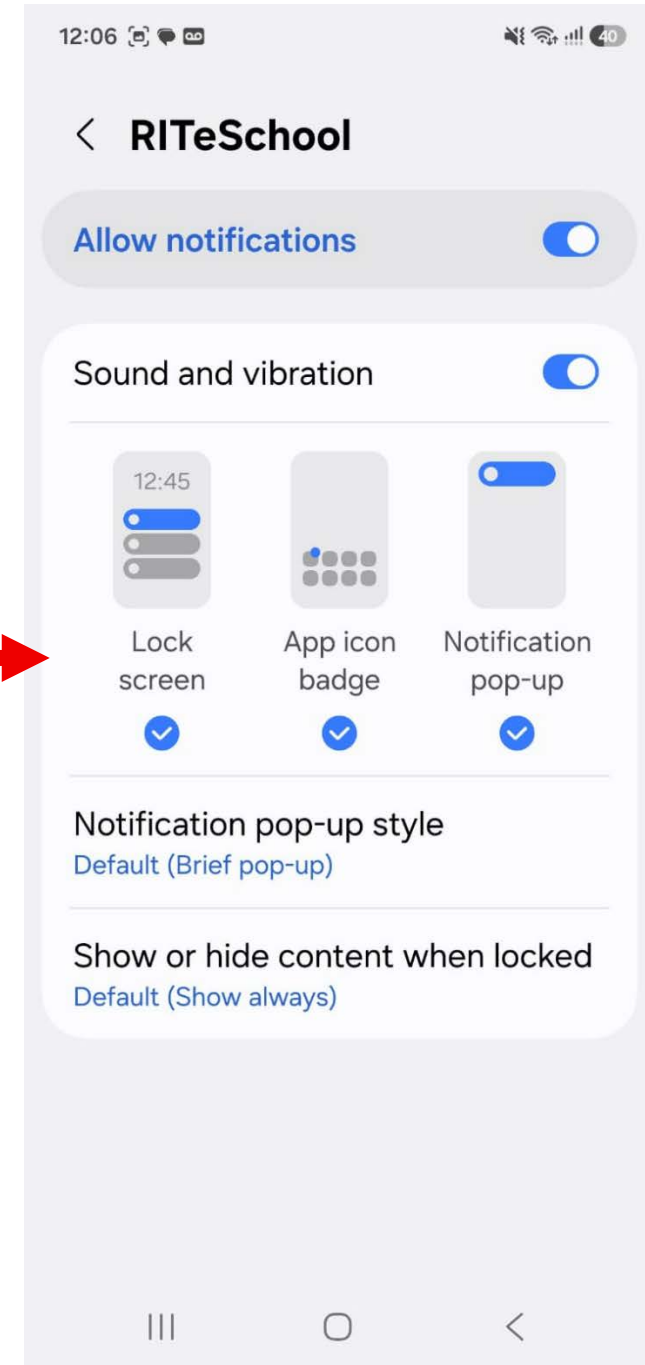 12:06
40
RITeSchool
Allow notifications
Sound and vibration
12:45
Lock screen
App icon badge
Notification pop-up
Notification pop-up style
Default (Brief pop-up)
Show or hide content when locked
Default (Show always)